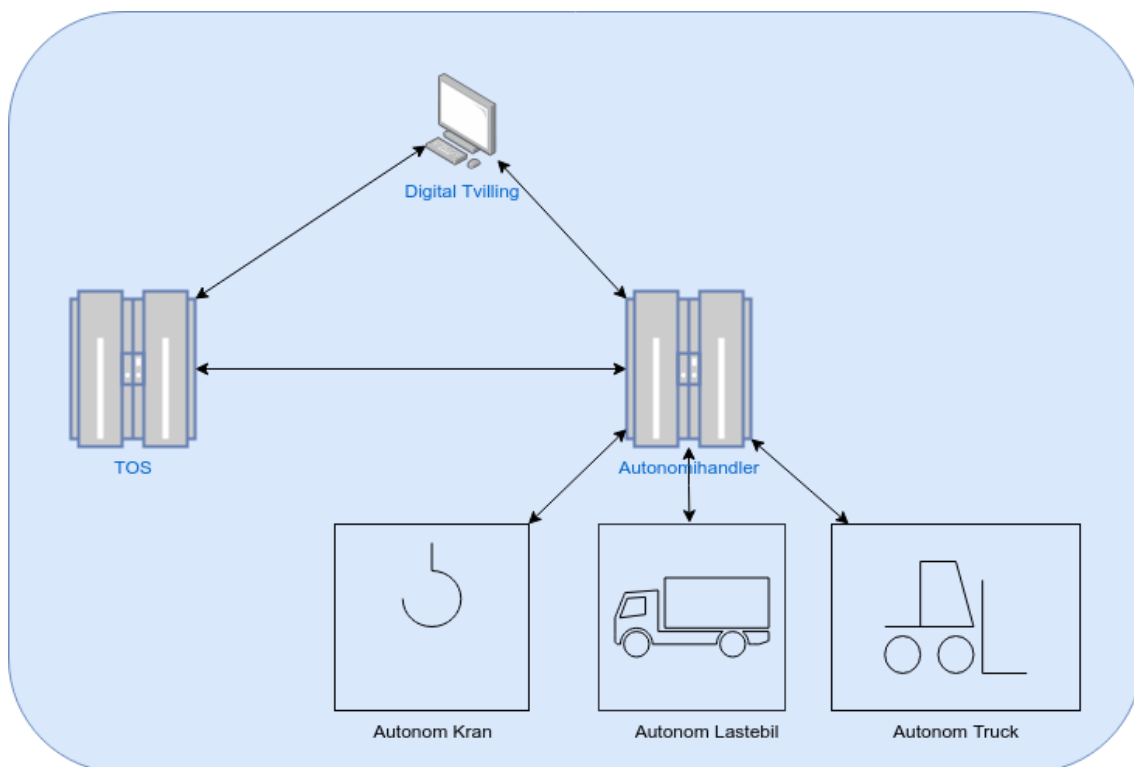 Digital Tvilling
TOS
Autonomihandler
Autonom Kran
Autonom Lastebil
Autonom Truck